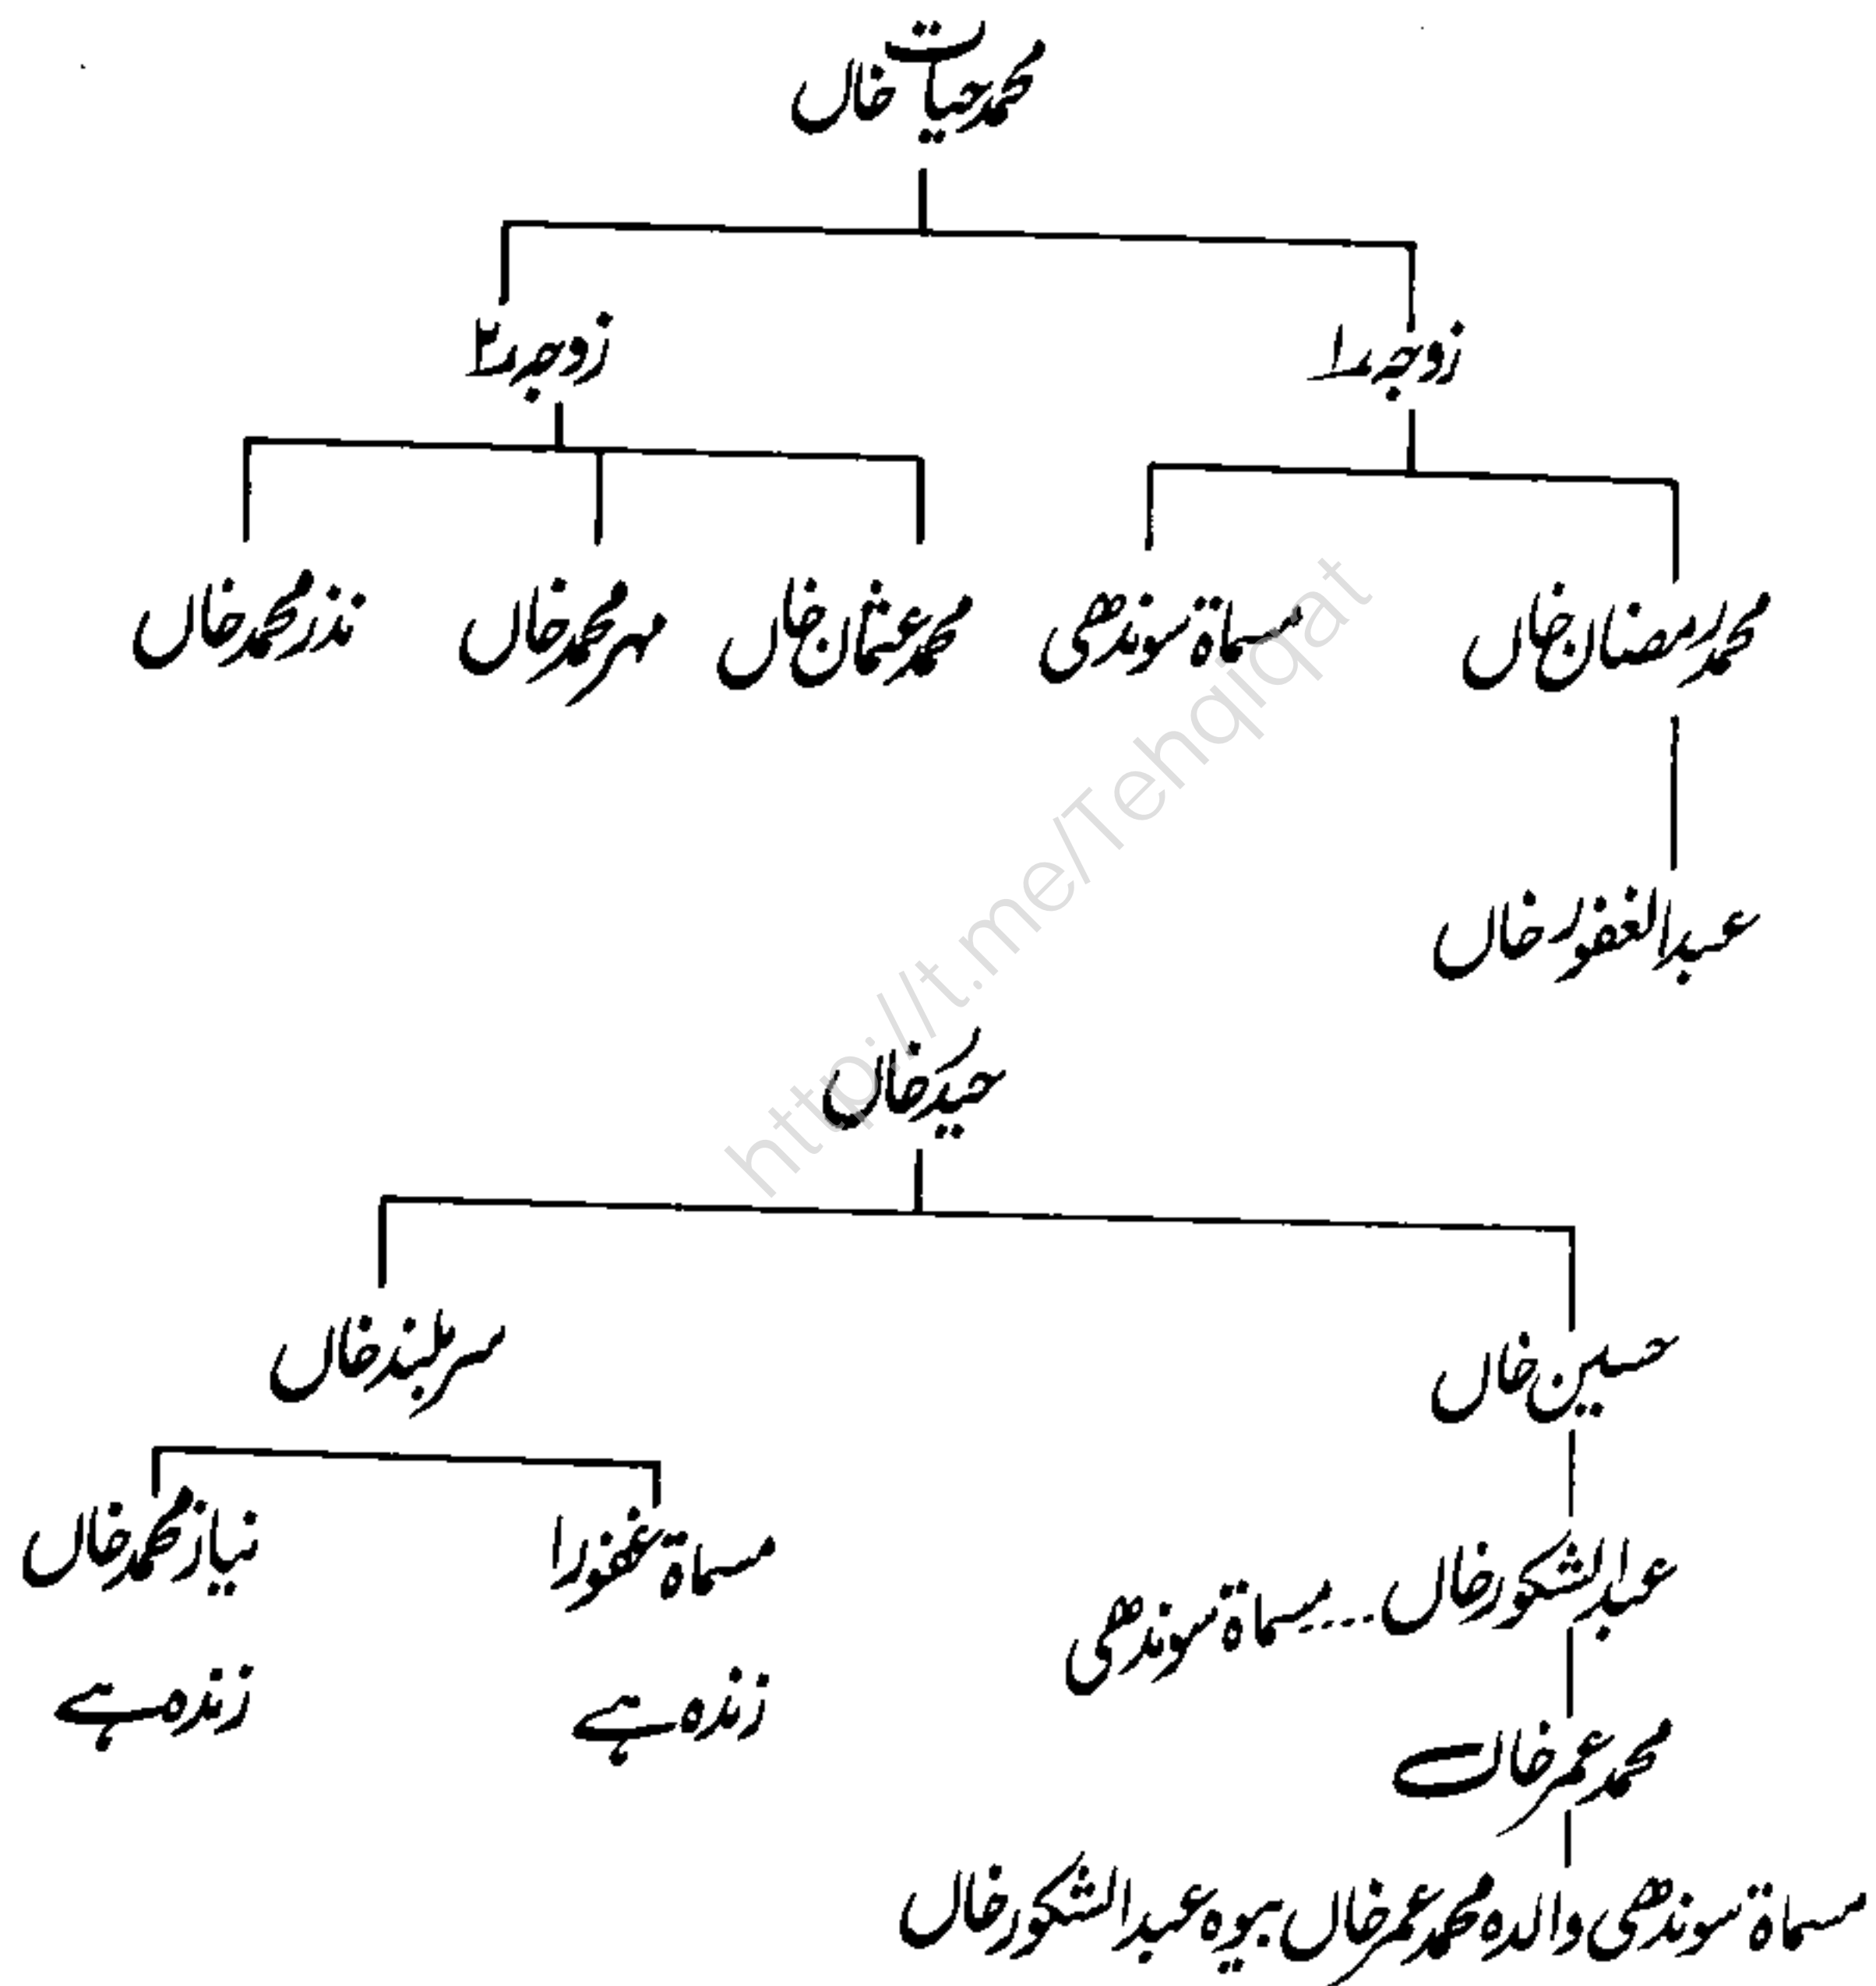 محمد حیات خاں
زوجہ ۱ زوجہ ۲
محمد رمضان خاں مسماۃ سوندھی محمد عثمان خاں مہر محمد خاں نذر محمد خاں
عبدالغفور خاں
حیدر خاں
حسین خاں سربلند خاں
عبدالشکور خاں ... مسماۃ سوندھی مسماۃ غفورا نیاز محمد خاں
زندہ ہے زندہ ہے
محمد عمر خاں
مسماۃ سوندھی والدہ محمد عمر خاں بیوہ عبدالشکور خاں
http://t.me/Tehqiqat